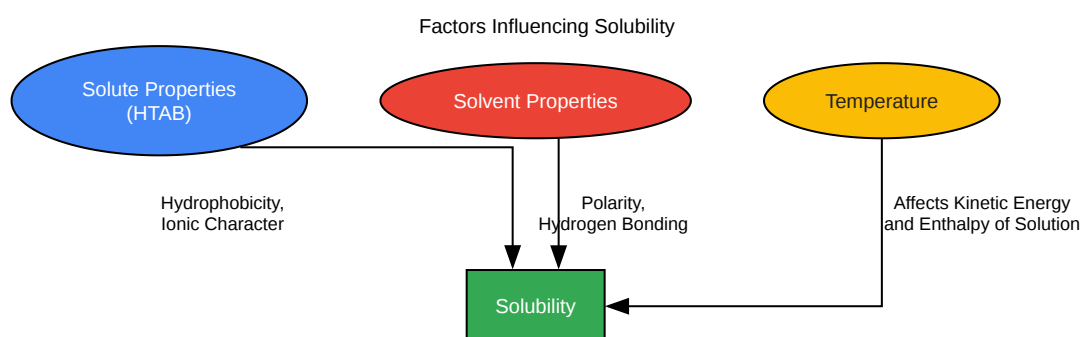 Factors Influencing Solubility
Solute Properties
(HTAB)
Solvent Properties
Temperature
Hydrophobicity,
Ionic Character
Polarity,
Hydrogen Bonding
Affects Kinetic Energy
and Enthalpy of Solution
Solubility